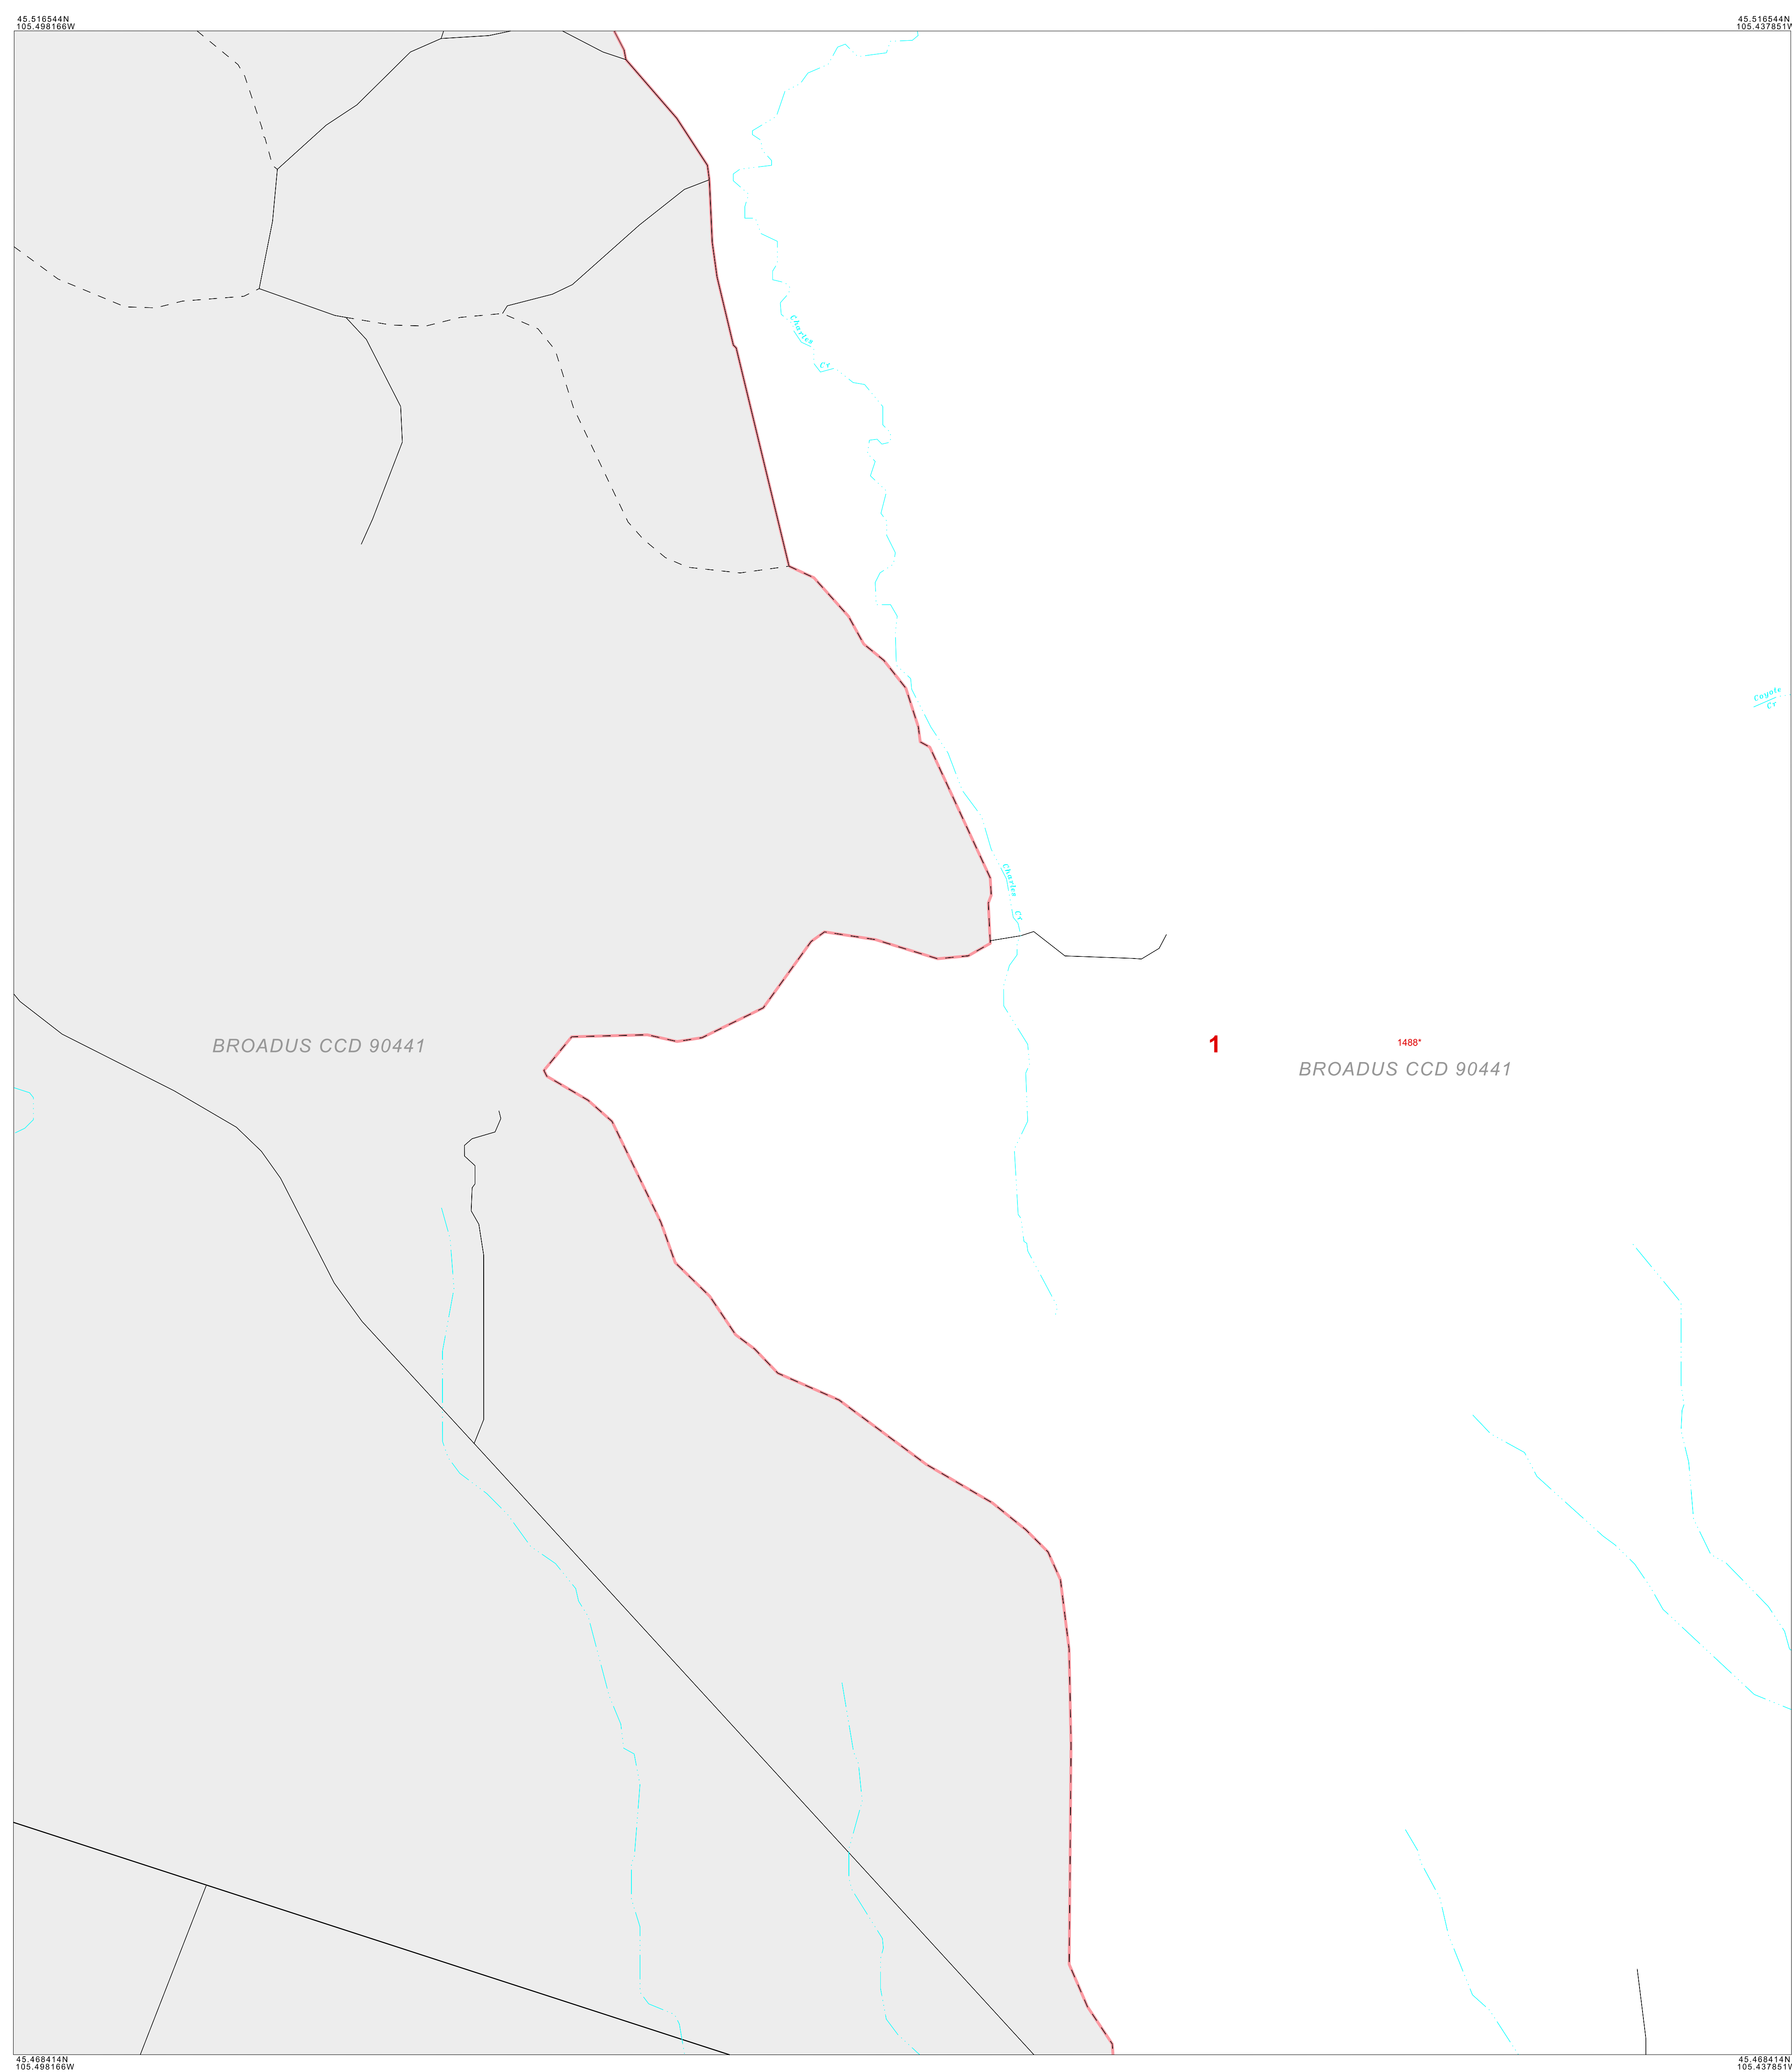 45.516544N
105.498166W
45.516544N
105.437851W
Charles
Cr
Coyote
Cr
Charles
Cr
BROADUS CCD 90441
1
1488*
BROADUS CCD 90441
45.468414N
105.498166W
45.468414N
105.437851W